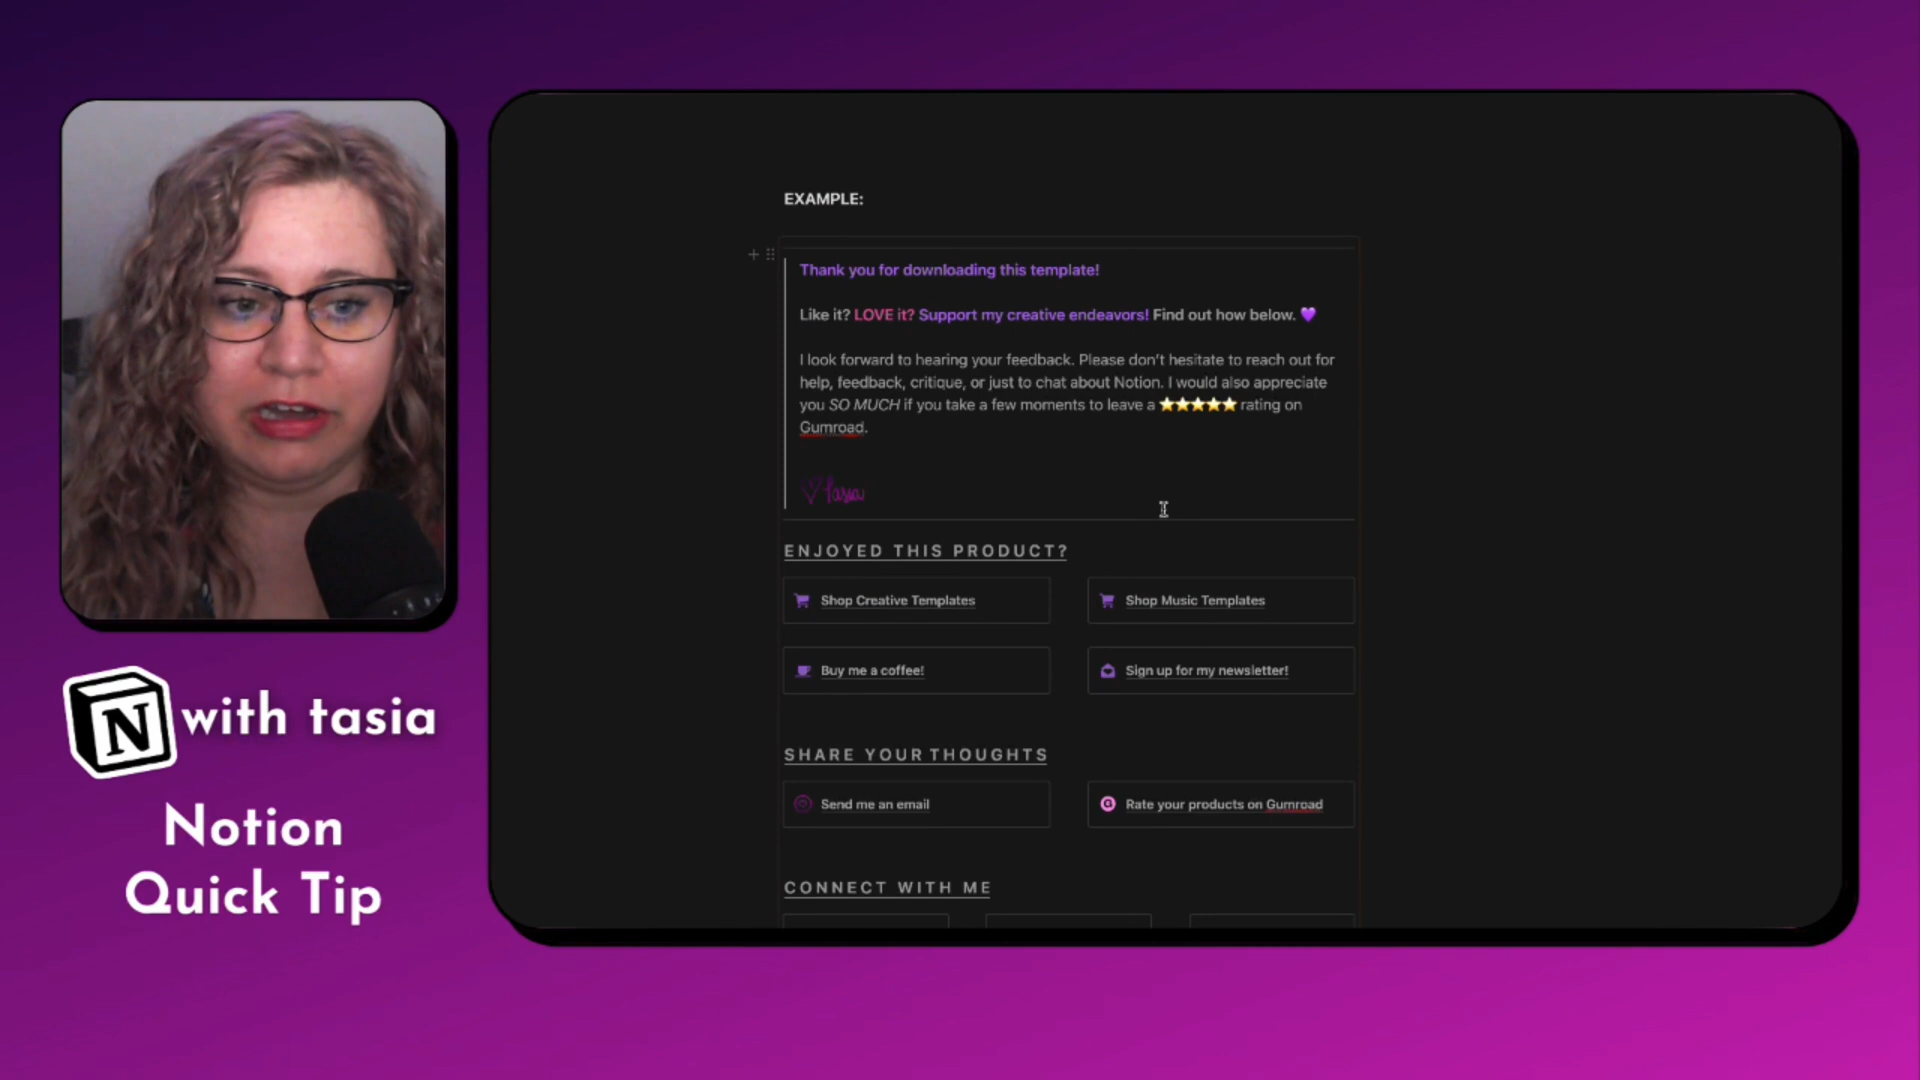 EXAMPLE:
Thank you for downloading this template!
Like it? LOVE it? Support my creative endeavors! Find out how below. 💜
I look forward to hearing your feedback. Please don't hesitate to reach out for
help, feedback, critique, or just to chat about Notion. I would also appreciate
you SO MUCH if you take a few moments to leave a ⭐⭐⭐⭐⭐ rating on
Gumroad.
tasia
ENJOYED THIS PRODUCT?
Shop Creative Templates
Shop Music Templates
Buy me a coffee!
Sign up for my newsletter!
SHARE YOUR THOUGHTS
Send me an email
Rate your products on Gumroad
CONNECT WITH ME
N with tasia
Notion
Quick Tip